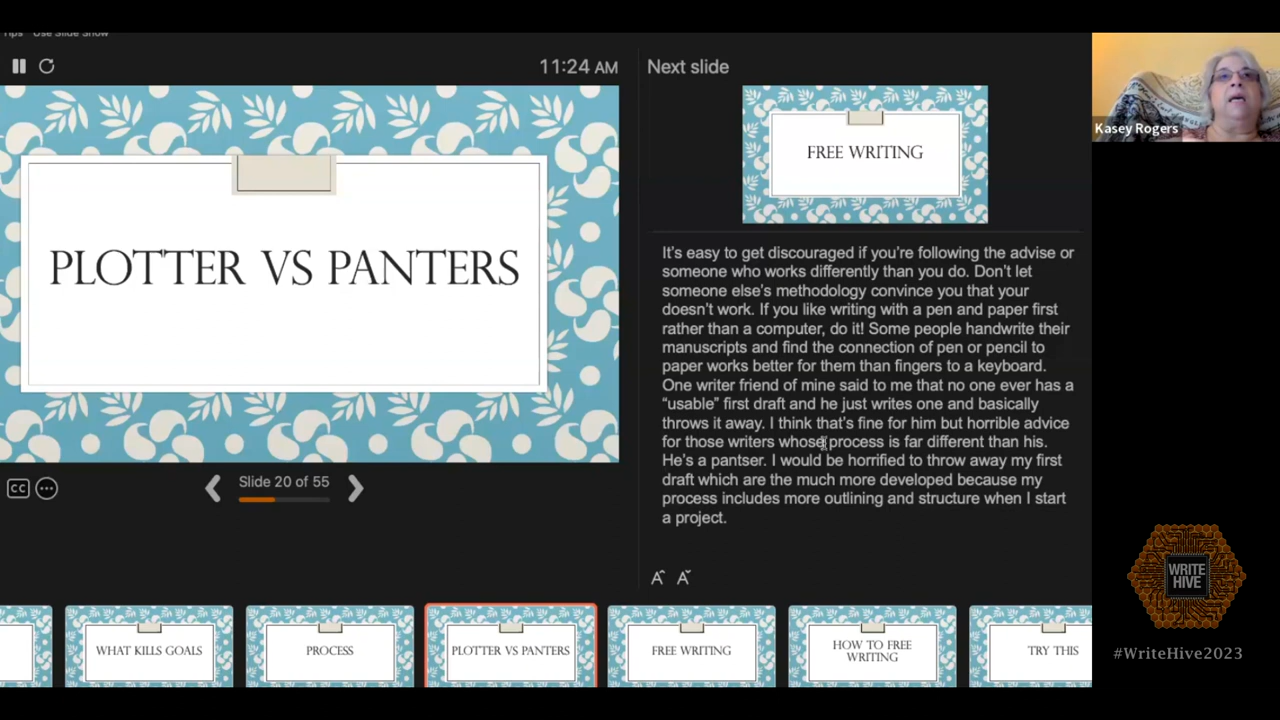 Tips Use Slide Show
11:24 AM
Next slide
PLOTTER VS PANTERS
FREE WRITING
Kasey Rogers
It's easy to get discouraged if you're following the advise or
someone who works differently than you do. Don't let
someone else's methodology convince you that your
doesn't work. If you like writing with a pen and paper first
rather than a computer, do it! Some people handwrite their
manuscripts and find the connection of pen or pencil to
paper works better for them than fingers to a keyboard.
One writer friend of mine said to me that no one ever has a
“usable” first draft and he just writes one and basically
throws it away. I think that's fine for him but horrible advice
for those writers whose process is far different than his.
He's a pantser. I would be horrified to throw away my first
draft which are the much more developed because my
process includes more outlining and structure when I start
a project.
CC
Slide 20 of 55
A A
WHAT KILLS GOALS
PROCESS
PLOTTER VS PANTERS
FREE WRITING
HOW TO FREE
WRITING
TRY THIS
WRITE
HIVE
#WriteHive2023